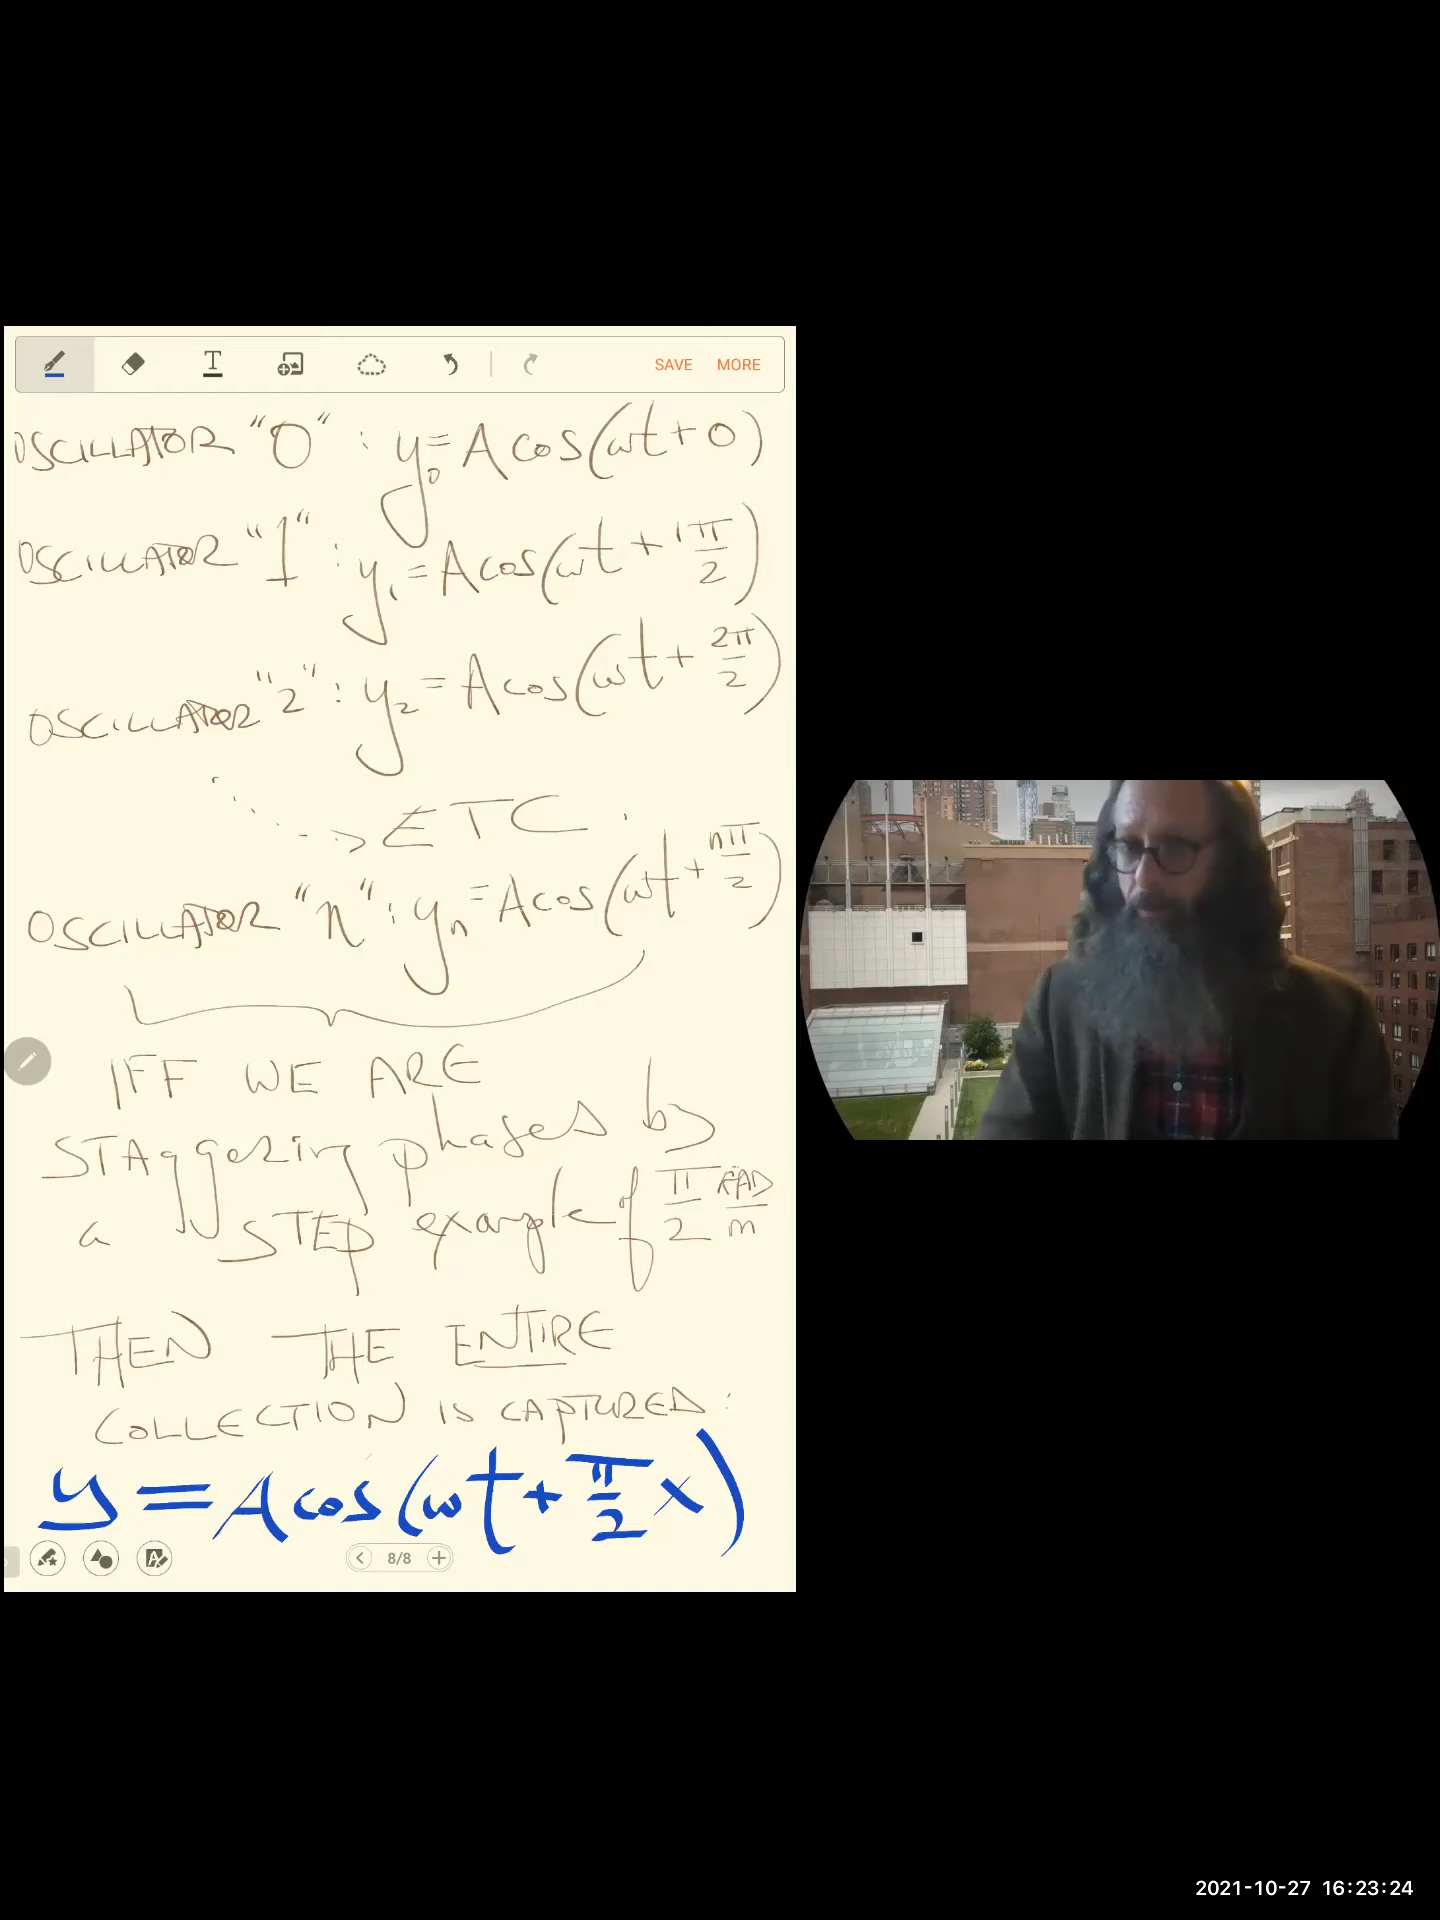 SAVE MORE
OSCILLATOR "0" : y₀ = A cos(ωt + 0)
OSCILLATOR "1" : y₁ = A cos(ωt + 1π/2)
OSCILLATOR "2" : y₂ = A cos(ωt + 2π/2)
ETC.
OSCILLATOR "n" : yₙ = A cos(ωt + nπ/2)
IFF WE ARE
STAggeRING phases by
a STEP example of π/2 RAD/m
THEN THE ENTIRE
COLLECTION IS CAPTURED:
y = A cos(ωt + π/2 x)
8/8
2021-10-27 16:23:24